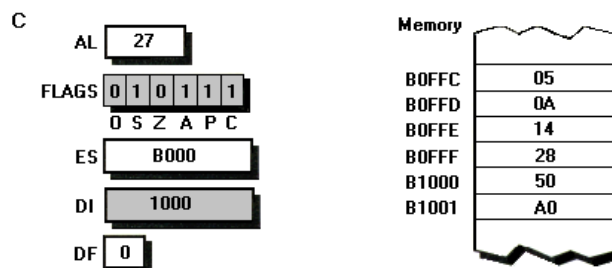 C
AL 27
FLAGS 0 1 0 1 1 1
O S Z A P C
ES B000
DI 1000
DF 0
Memory
B0FFC 05
B0FFD 0A
B0FFE 14
B0FFF 28
B1000 50
B1001 A0